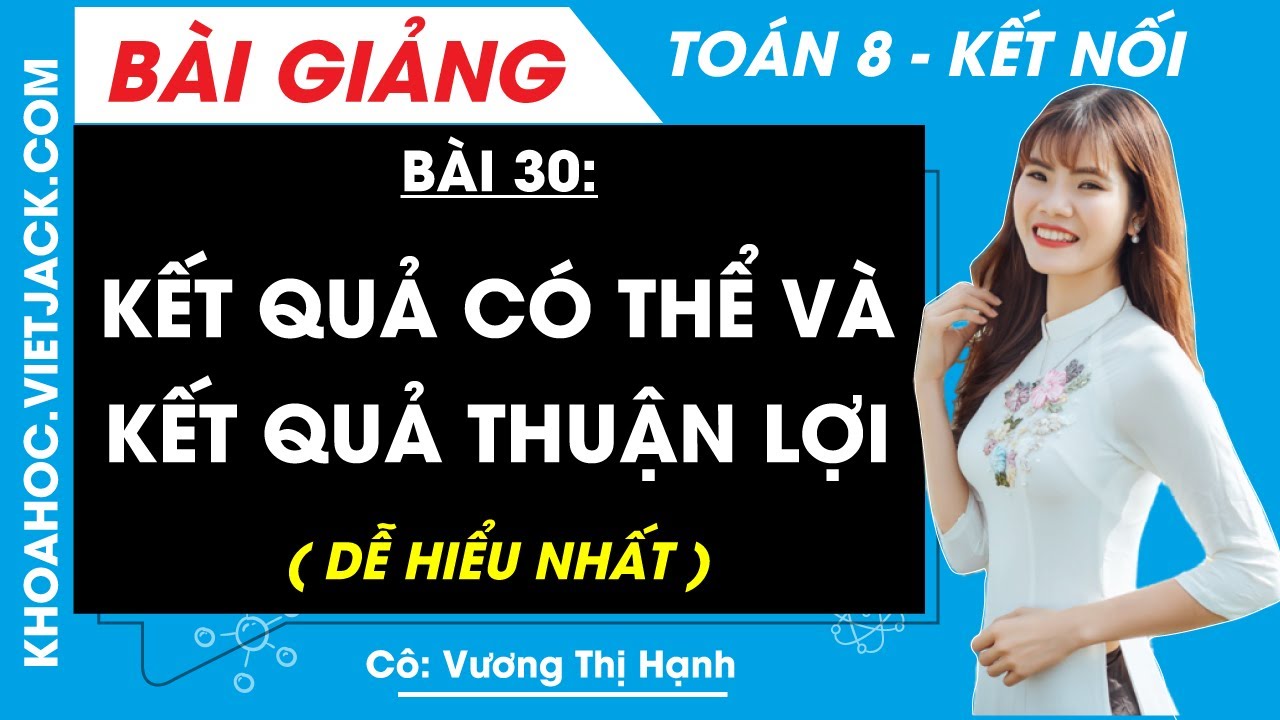 BÀI GIẢNG
TOÁN 8 - KẾT NỐI
KHOAHOC.VIETJACK.COM
BÀI 30:
KẾT QUẢ CÓ THỂ VÀ
KẾT QUẢ THUẬN LỢI
( DỄ HIỂU NHẤT )
Cô: Vương Thị Hạnh